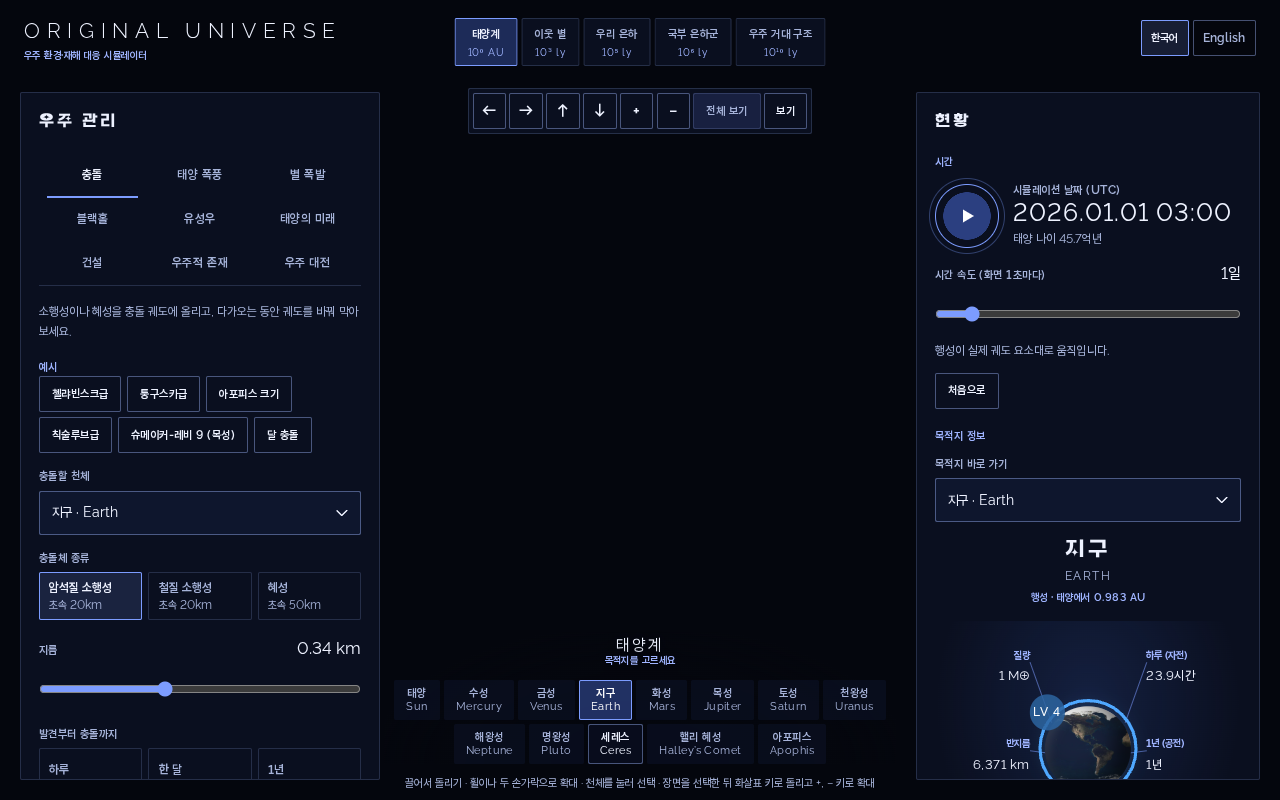 ORIGINAL UNIVERSE
우주 환경·재해 대응 시뮬레이터
태양계
10⁰ AU
이웃 별
10³ ly
우리 은하
10⁵ ly
국부 은하군
10⁶ ly
우주 거대 구조
10¹⁰ ly
한국어
English
우주 관리
충돌
태양 폭풍
별 폭발
블랙홀
유성우
태양의 미래
건설
우주적 존재
우주 대전
소행성이나 혜성을 충돌 궤도에 올리고, 다가오는 동안 궤도를 바꿔 막아
보세요.
예시
첼랴빈스크급
퉁구스카급
아포피스 크기
칙술루브급
슈메이커-레비 9 (목성)
달 충돌
충돌할 천체
지구 · Earth
충돌체 종류
암석질 소행성
초속 20km
철질 소행성
초속 20km
혜성
초속 50km
지름
0.34 km
발견부터 충돌까지
하루
한 달
1년
← → ↑ ↓ + − 전체 보기 보기
태양계
목적지를 고르세요
태양
Sun
수성
Mercury
금성
Venus
지구
Earth
화성
Mars
목성
Jupiter
토성
Saturn
천왕성
Uranus
해왕성
Neptune
명왕성
Pluto
세레스
Ceres
핼리 혜성
Halley's Comet
아포피스
Apophis
끌어서 돌리기 · 휠이나 두 손가락으로 확대 · 천체를 눌러 선택 · 장면을 선택한 뒤 화살표 키로 돌리고 +, − 키로 확대
현황
시간
시뮬레이션 날짜 (UTC)
2026.01.01 03:00
태양 나이 45.7억년
시간 속도 (화면 1초마다)
1일
행성이 실제 궤도 요소대로 움직입니다.
처음으로
목적지 정보
목적지 바로 가기
지구 · Earth
지구
EARTH
행성 · 태양에서 0.983 AU
질량
1 M⊕
하루 (자전)
23.9시간
LV 4
반지름
6,371 km
1년 (공전)
1년